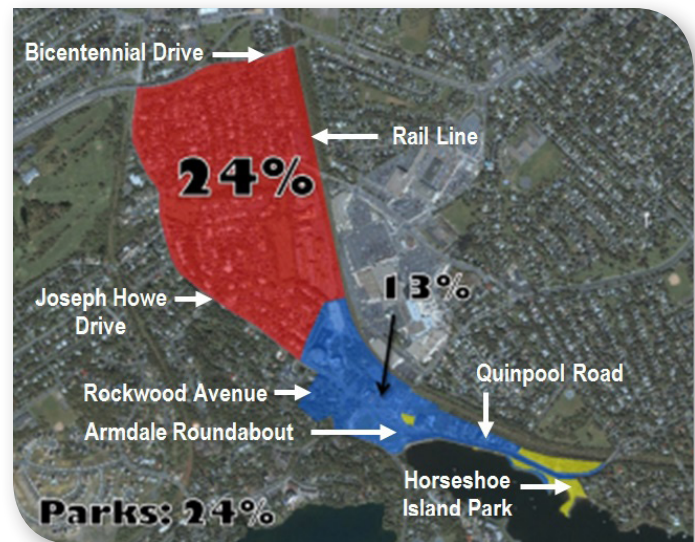 Bicentennial Drive
Rail Line
24%
13%
Joseph Howe
Drive
Quinpool Road
Rockwood Avenue
Armdale Roundabout
Horseshoe
Island Park
Parks: 24%